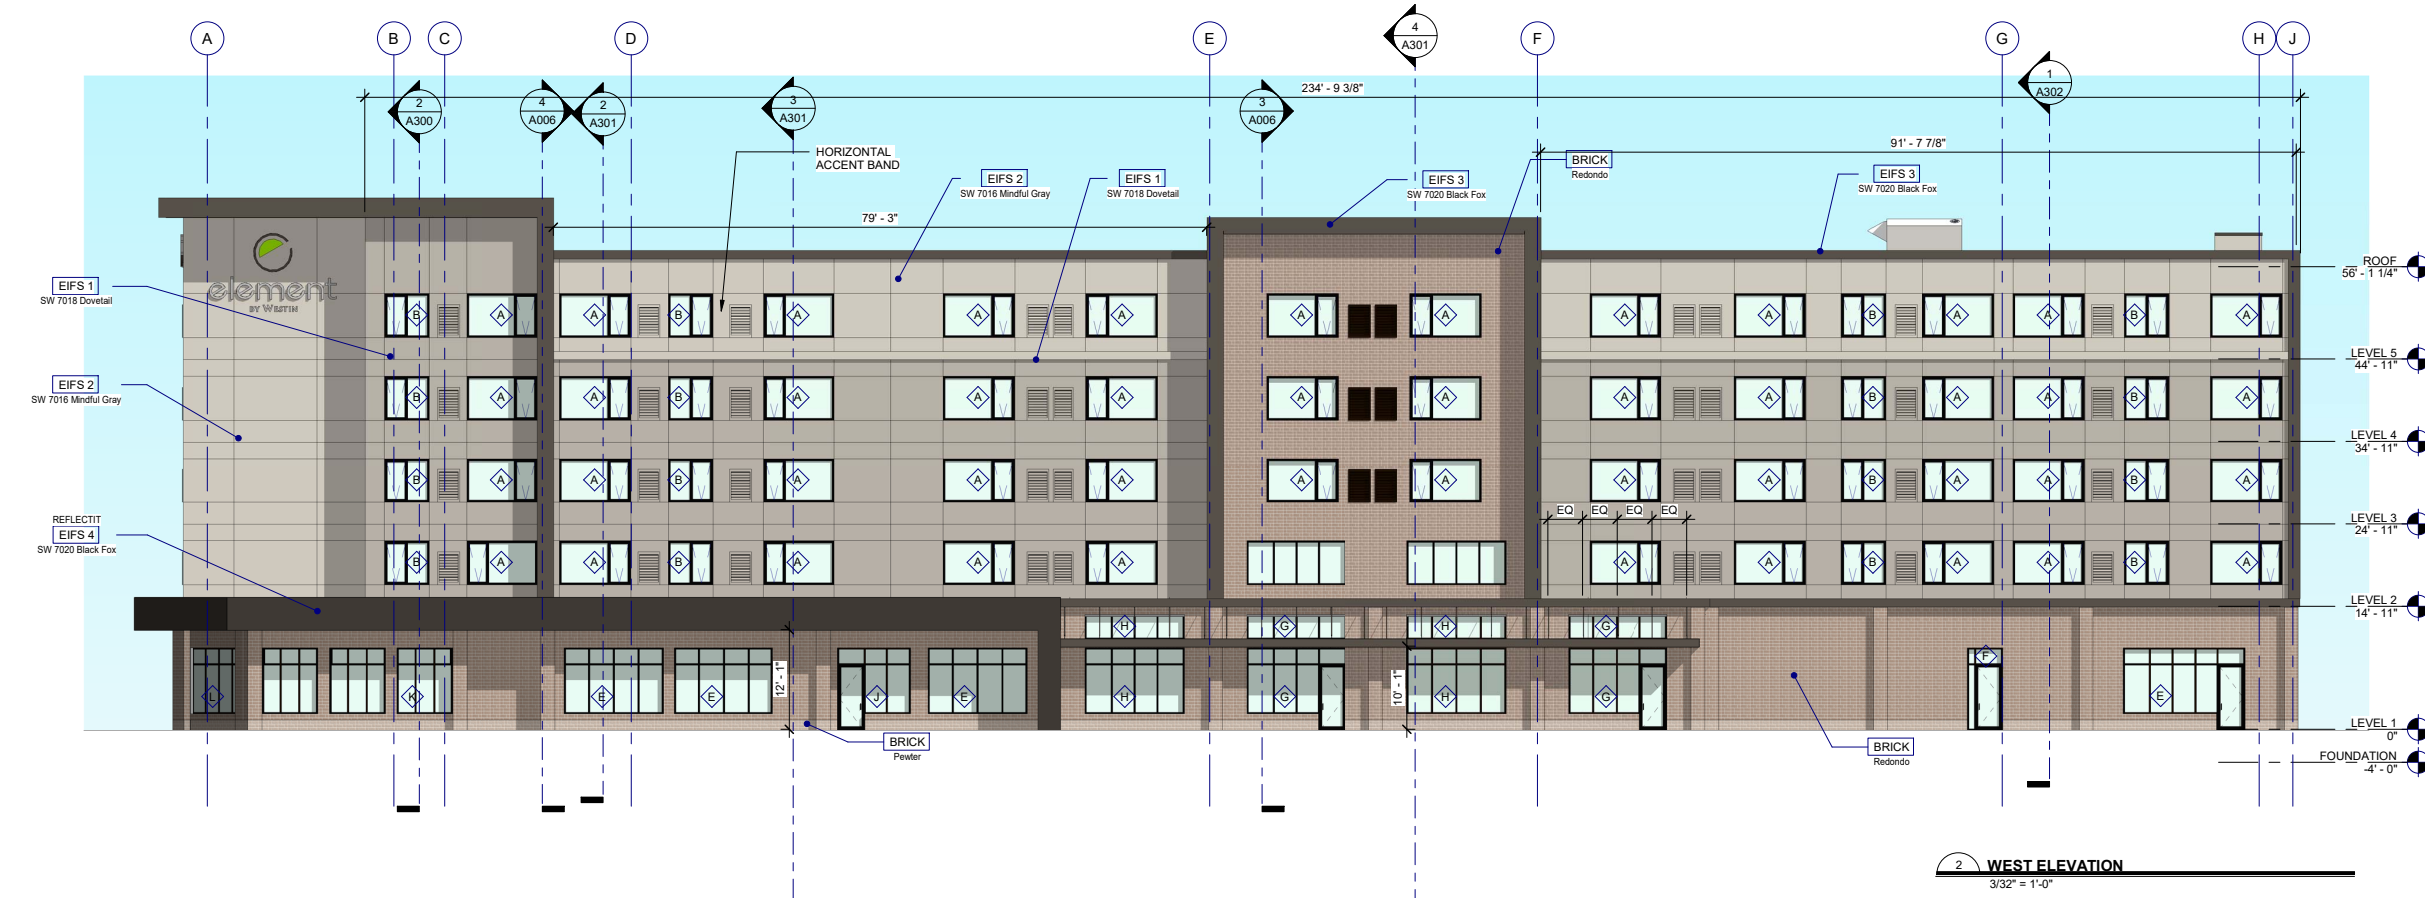 A
B
C
D
E
F
G
H
J
4
A301
1
A302
2
A300
4
A006
2
A301
3
A301
3
A006
234' - 9 3/8"
91' - 7 7/8"
79' - 3"
HORIZONTAL
ACCENT BAND
EIFS 2
SW 7016 Mindful Gray
EIFS 1
SW 7018 Dovetail
EIFS 3
SW 7020 Black Fox
BRICK
Redondo
EIFS 3
SW 7020 Black Fox
element
BY WESTIN
EIFS 1
SW 7018 Dovetail
EIFS 2
SW 7016 Mindful Gray
REFLECTIT
EIFS 4
SW 7020 Black Fox
ROOF
56' - 1 1/4"
B A A B A A A A A A A B A A B A
LEVEL 5
44' - 11"
B A A B A A A A A A A B A A B A
LEVEL 4
34' - 11"
B A A B A A A A A A A B A A B A
LEVEL 3
24' - 11"
EQ EQ EQ EQ
B A A B A A A A A B A A B A
LEVEL 2
14' - 11"
H G H G
12' - 1"
10' - 1"
L K E E J E H G H G F E
LEVEL 1
0"
BRICK
Pewter
BRICK
Redondo
FOUNDATION
-4' - 0"
2 WEST ELEVATION
3/32" = 1'-0"